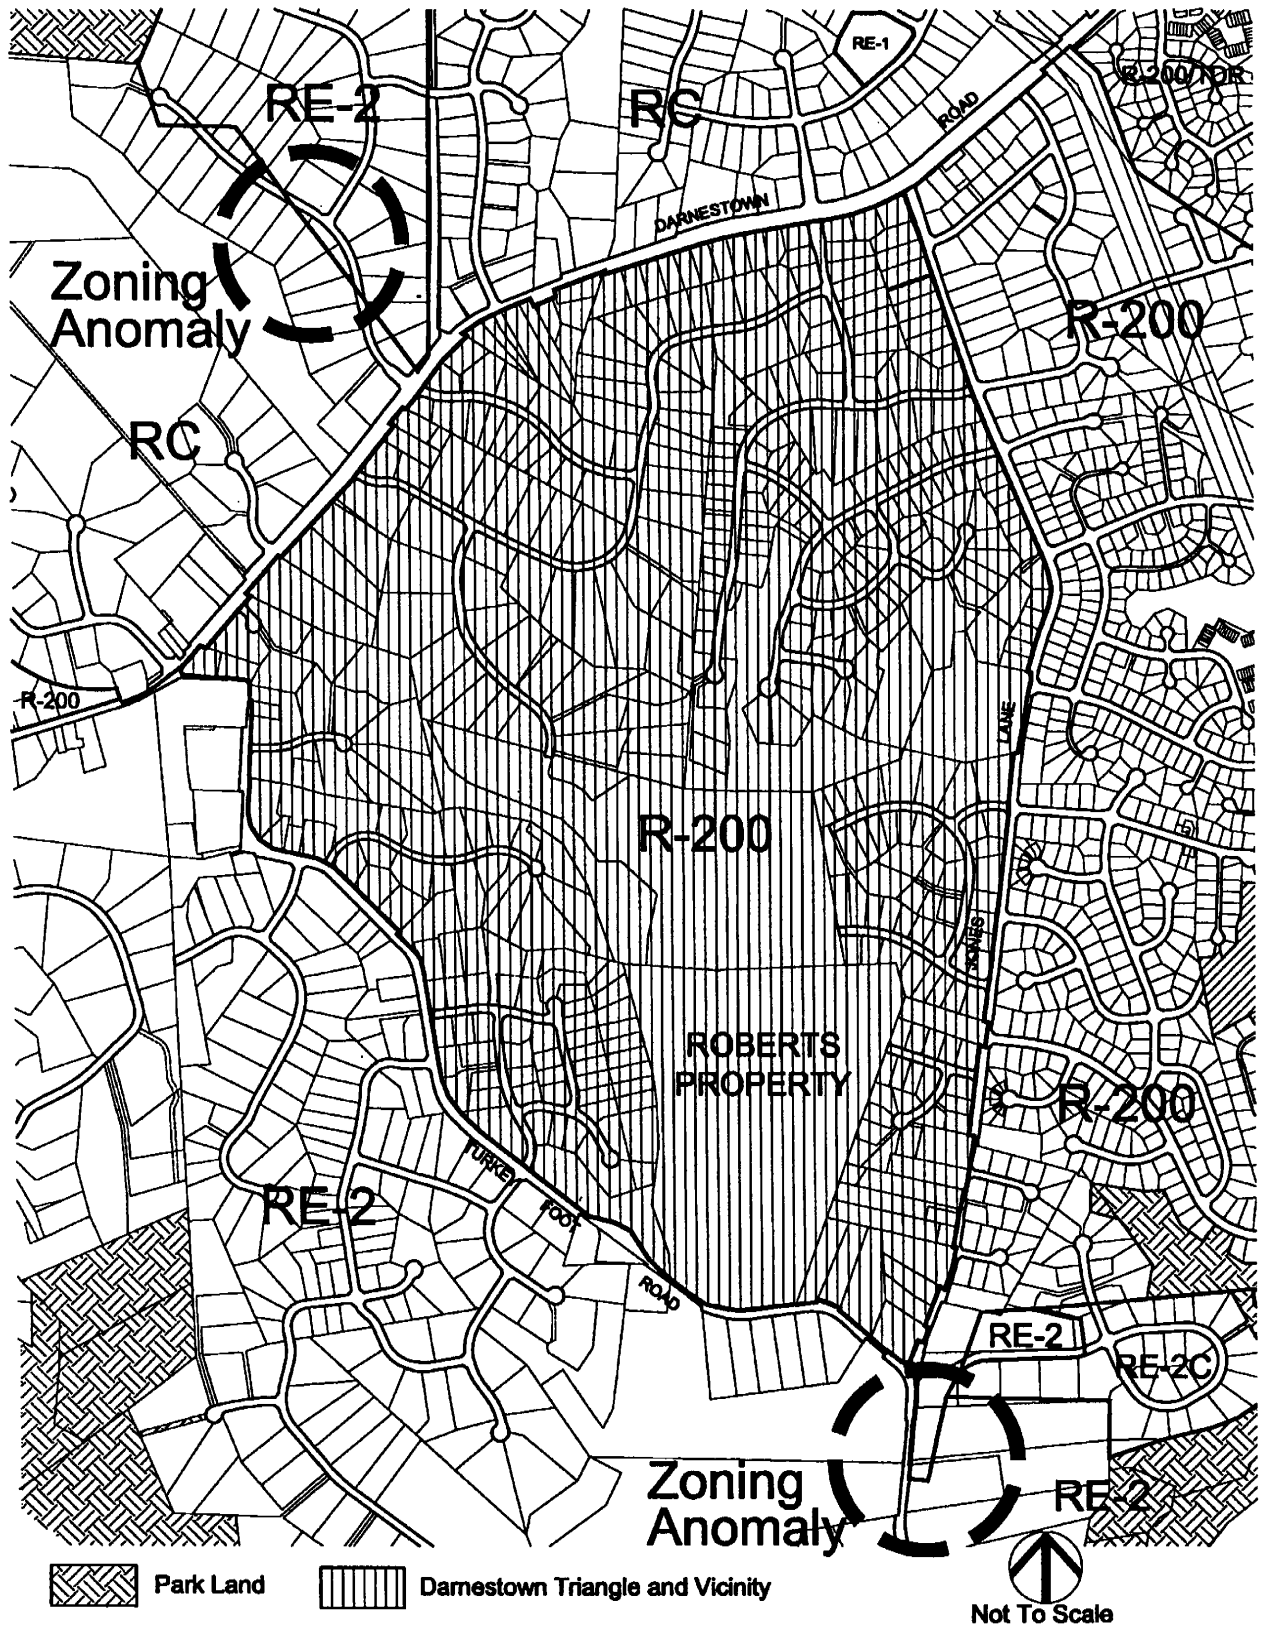 RE-1
R-200/TDR
RE-2
RC
ROAD
DARNESTOWN
Zoning
Anomaly
R-200
RC
R-200
LANE
R-200
JONES
ROBERTS
PROPERTY
R-200
TURKEY
FOOT
ROAD
RE-2
RE-2
RE-2C
Zoning
Anomaly
RE-2
Park Land
Darnestown Triangle and Vicinity
Not To Scale